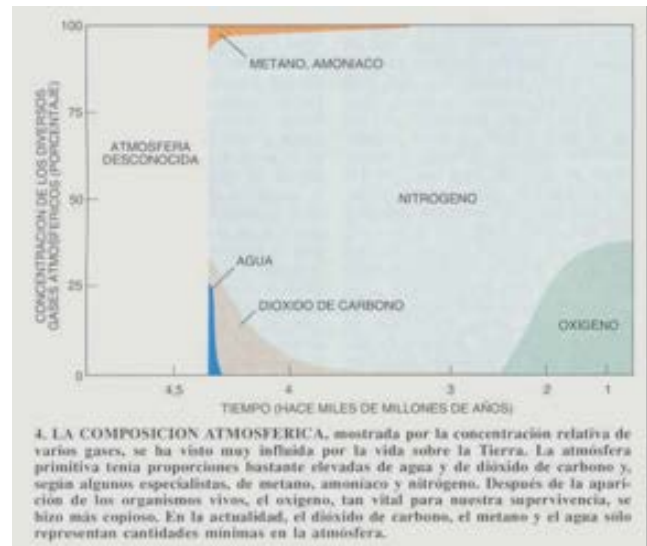 100
METANO, AMONIACO
75
ATMOSFERA
DESCONOCIDA
CONCENTRACION DE LOS DIVERSOS
GASES ATMOSFERICOS (PORCENTAJE)
50
NITROGENO
AGUA
25
DIOXIDO DE CARBONO
OXIGENO
0
4,5
4
3
2
1
TIEMPO (HACE MILES DE MILLONES DE AÑOS)
4. LA COMPOSICION ATMOSFERICA, mostrada por la concentración relativa de
varios gases, se ha visto muy influida por la vida sobre la Tierra. La atmósfera
primitiva tenía proporciones bastante elevadas de agua y de dióxido de carbono y,
según algunos especialistas, de metano, amoniaco y nitrógeno. Después de la apari-
ción de los organismos vivos, el oxígeno, tan vital para nuestra supervivencia, se
hizo más copioso. En la actualidad, el dióxido de carbono, el metano y el agua sólo
representan cantidades mínimas en la atmósfera.